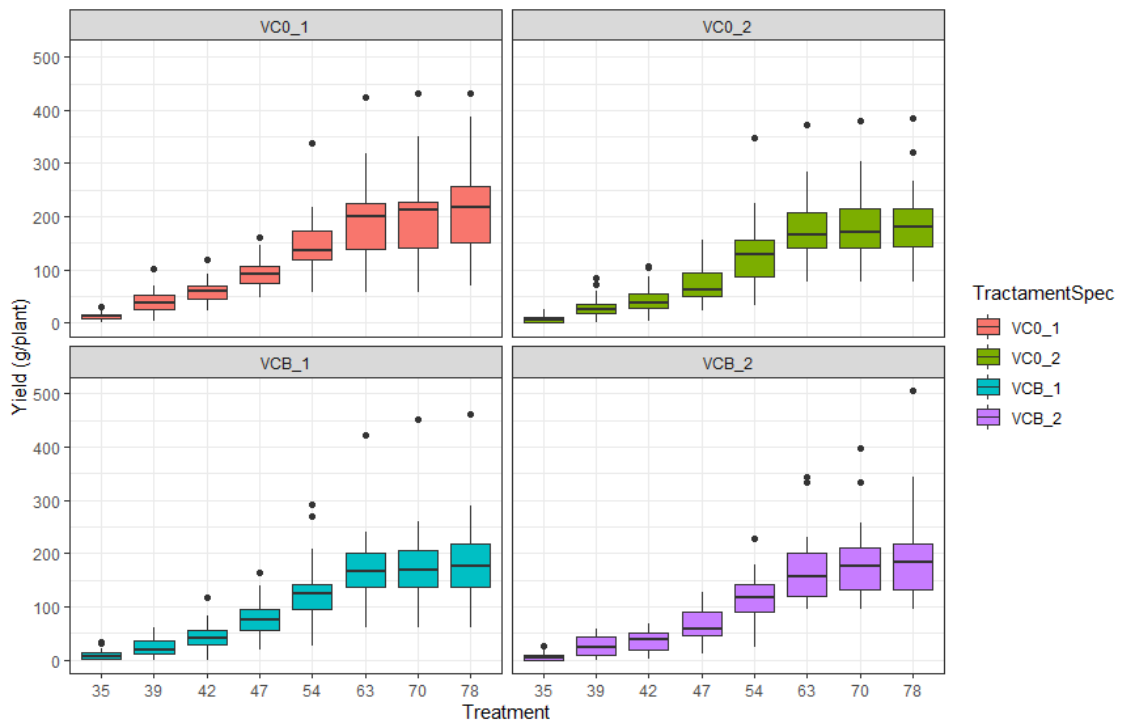 VC0_1
VC0_2
500
400
300
200
100
0
VCB_1
VCB_2
500
400
300
200
100
0
35 39 42 47 54 63 70 78
35 39 42 47 54 63 70 78
Treatment
Yield (g/plant)
TractamentSpec
VC0_1
VC0_2
VCB_1
VCB_2